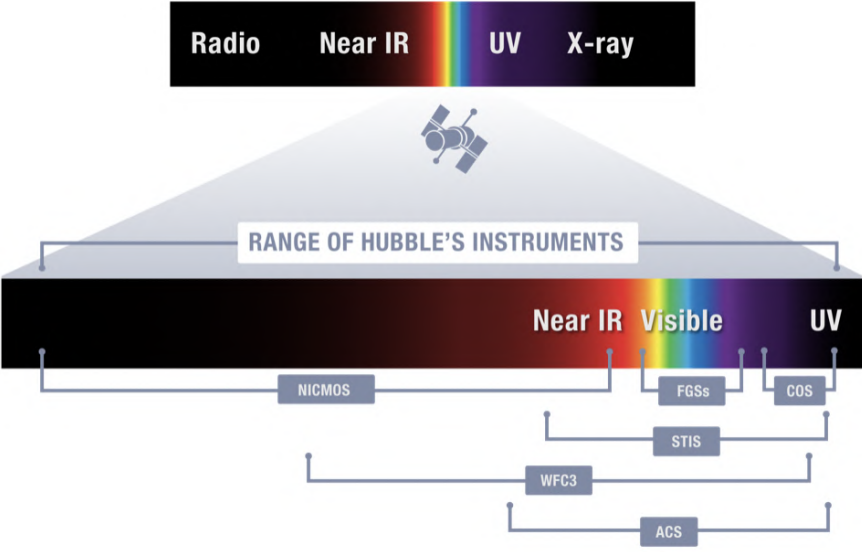 Radio Near IR UV X-ray
RANGE OF HUBBLE'S INSTRUMENTS
Near IR Visible UV
NICMOS FGSs COS
STIS
WFC3
ACS